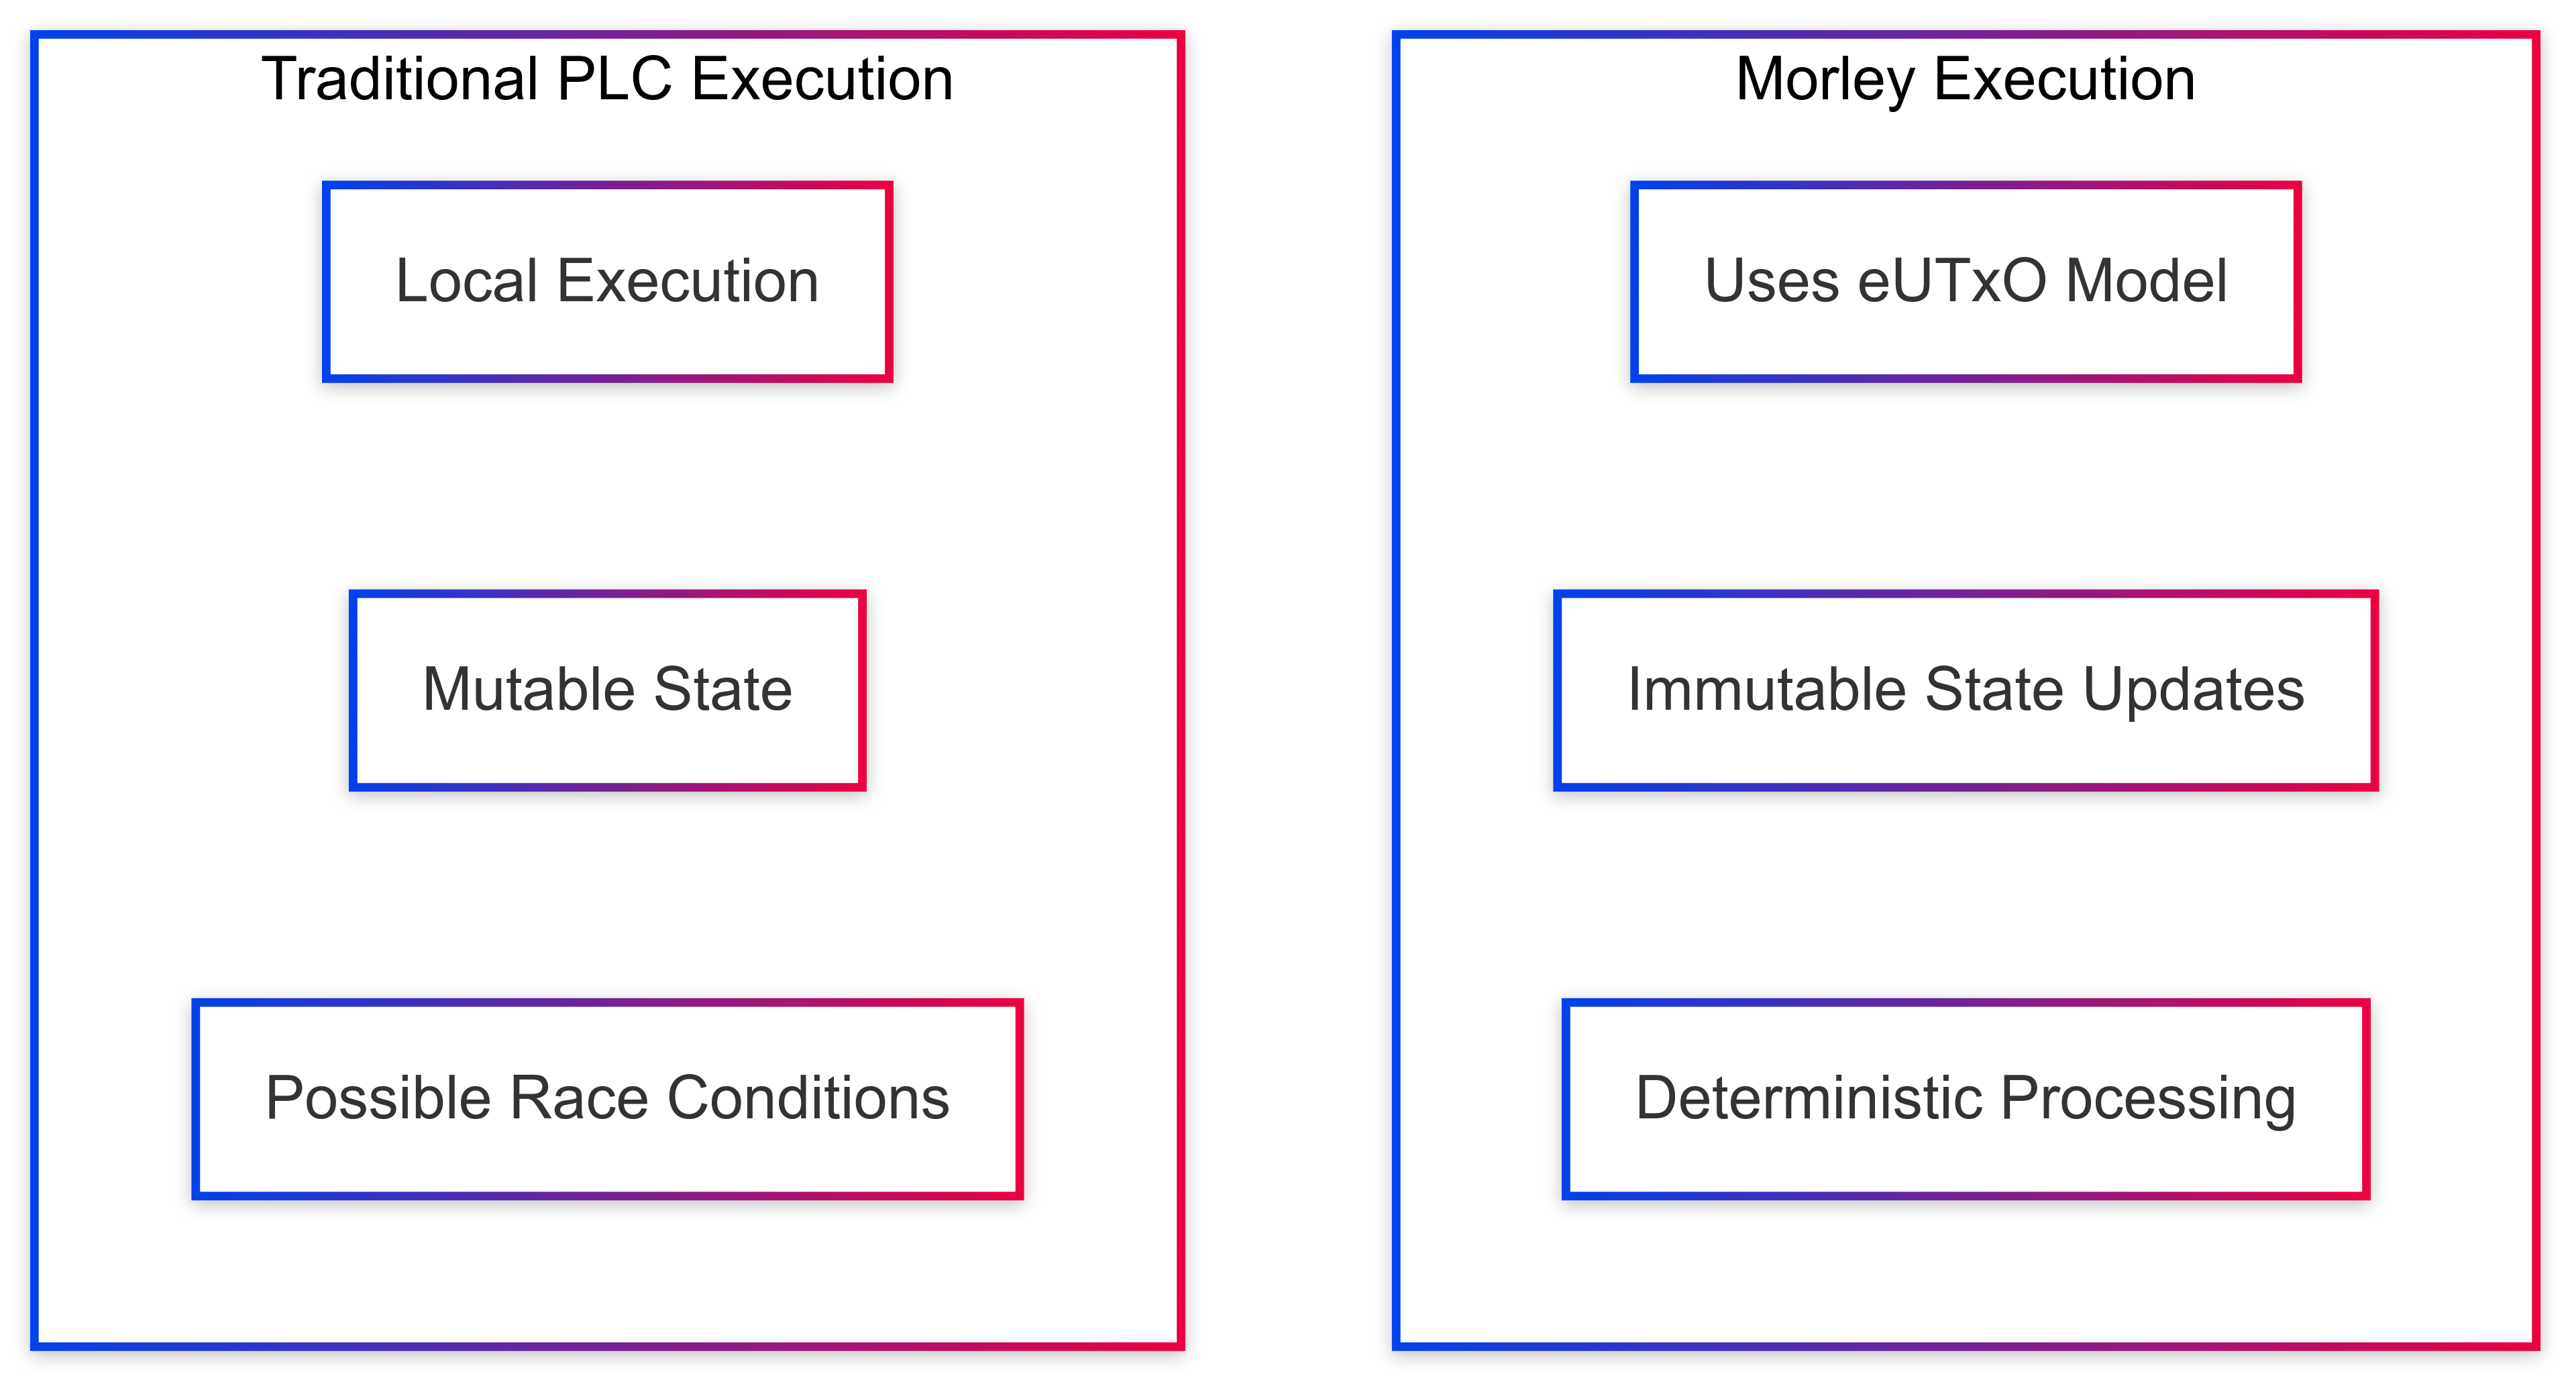 Traditional PLC Execution
Local Execution
Mutable State
Possible Race Conditions
Morley Execution
Uses eUTxO Model
Immutable State Updates
Deterministic Processing